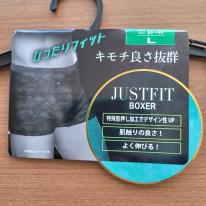 L
ぴったりフィット
キモチ良さ抜群
JUSTFIT
BOXER
特殊型押し加工でデザイン性UP
肌触りの良さ!
よく伸びる!